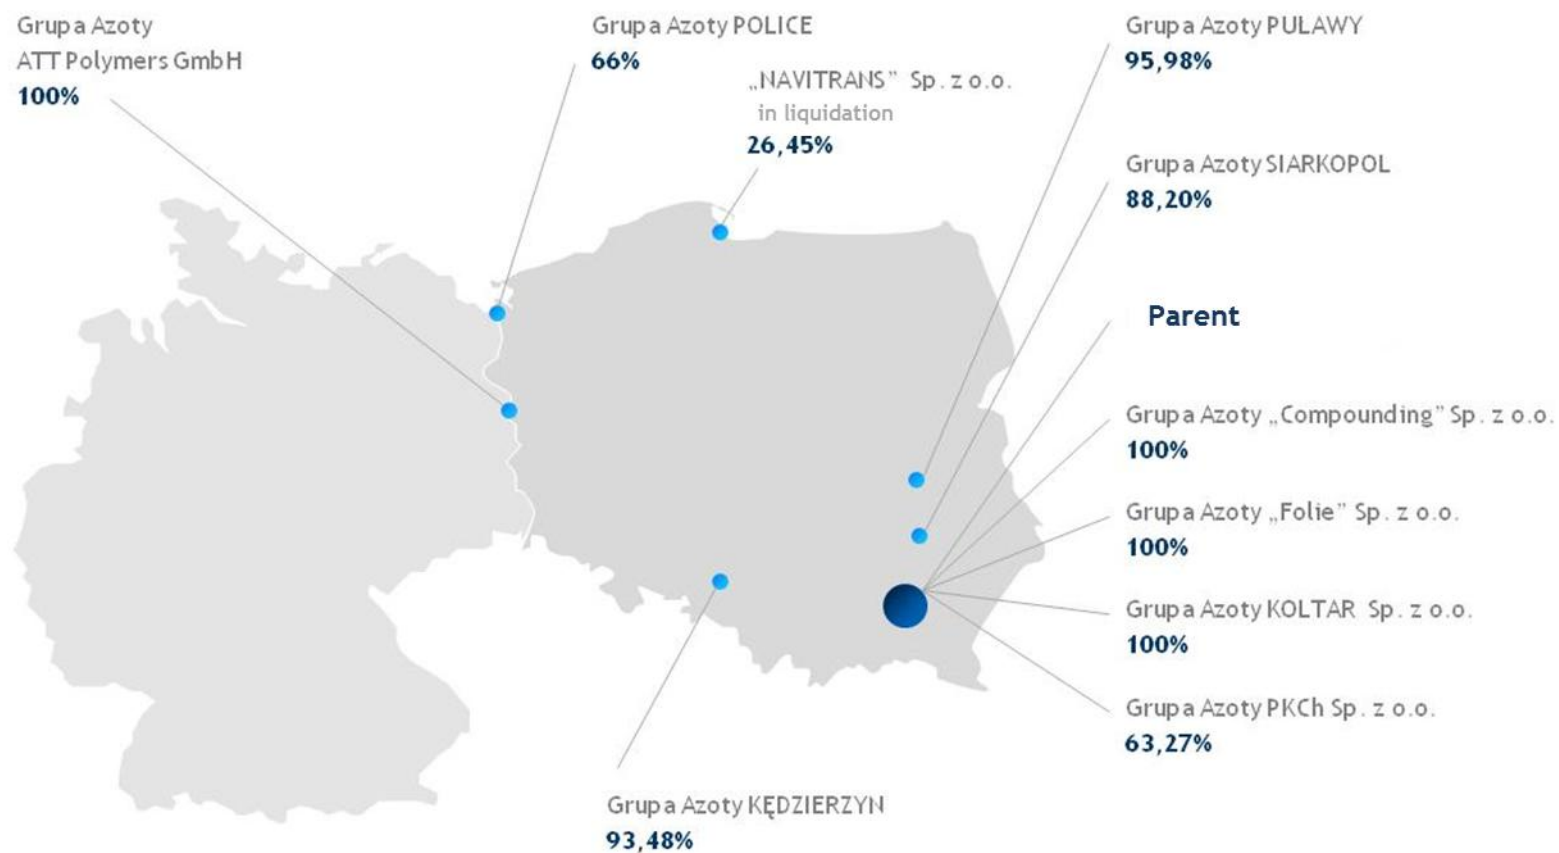 Grupa Azoty
ATT Polymers GmbH
100%
Grupa Azoty POLICE
66%
„NAVITRANS” Sp. z o.o.
in liquidation
26,45%
Grupa Azoty PUŁAWY
95,98%
Grupa Azoty SIARKOPOL
88,20%
Parent
Grupa Azoty „Compounding” Sp. z o.o.
100%
Grupa Azoty „Folie” Sp. z o.o.
100%
Grupa Azoty KOLTAR Sp. z o.o.
100%
Grupa Azoty PKCh Sp. z o.o.
63,27%
Grupa Azoty KĘDZIERZYN
93,48%